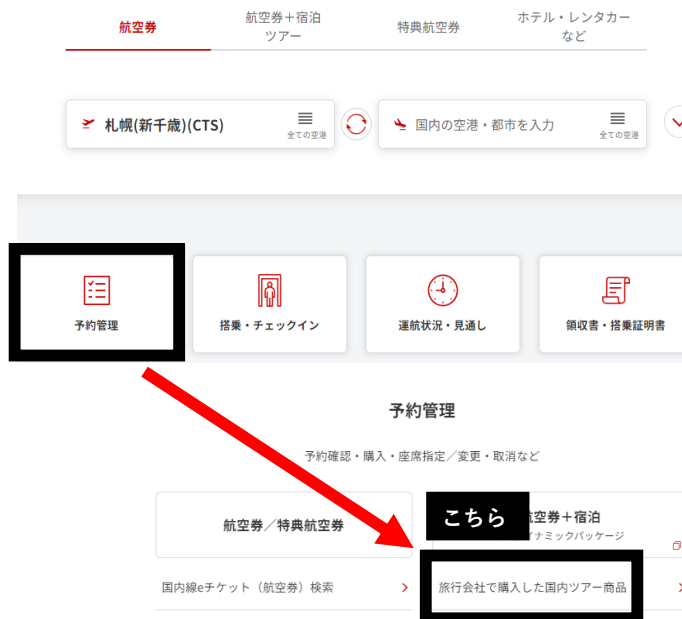 航空券
航空券＋宿泊
ツアー
特典航空券
ホテル・レンタカー
など
札幌(新千歳)(CTS)
全ての空港
国内の空港・都市を入力
全ての空港
予約管理
搭乗・チェックイン
運航状況・見通し
領収書・搭乗証明書
予約管理
予約確認・購入・座席指定／変更・取消など
航空券／特典航空券
こちら
空券＋宿泊
ナミックパッケージ
国内線eチケット（航空券）検索
旅行会社で購入した国内ツアー商品